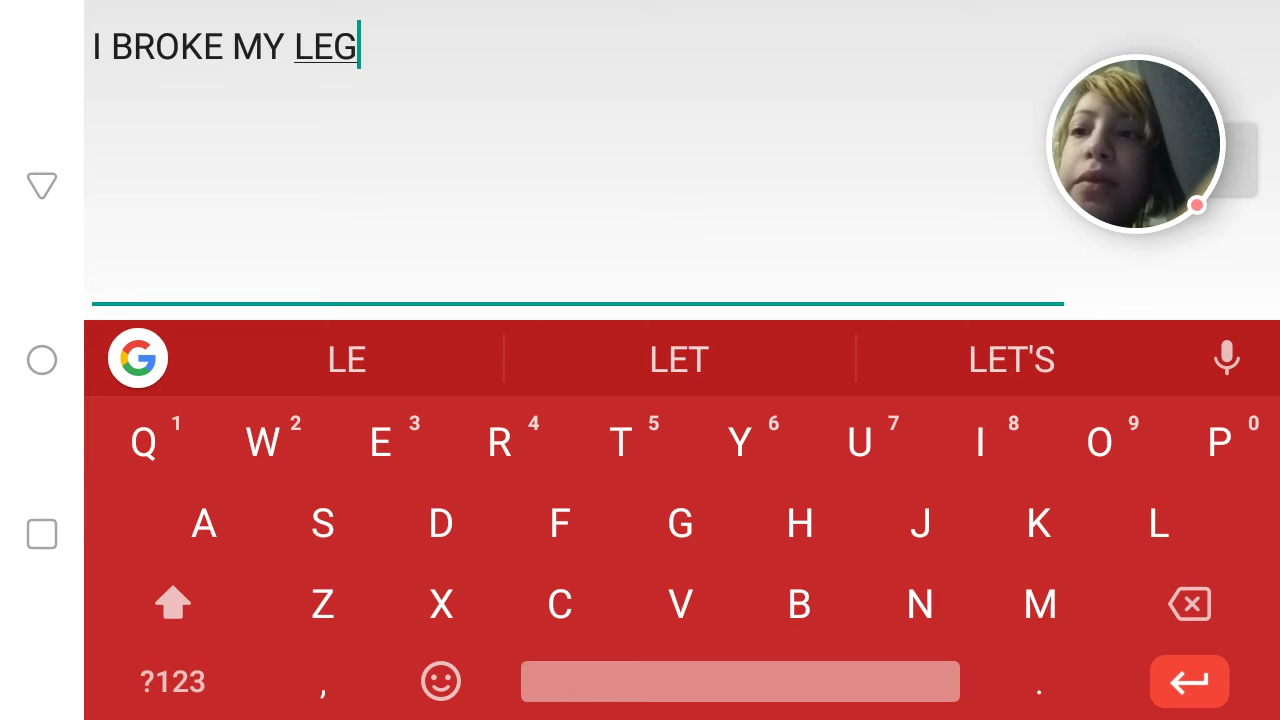 I BROKE MY LEG
LE LET LET'S
Q 1 W 2 E 3 R 4 T 5 Y 6 U 7 I 8 O 9 P 0
A S D F G H J K L
Z X C V B N M
?123 , .